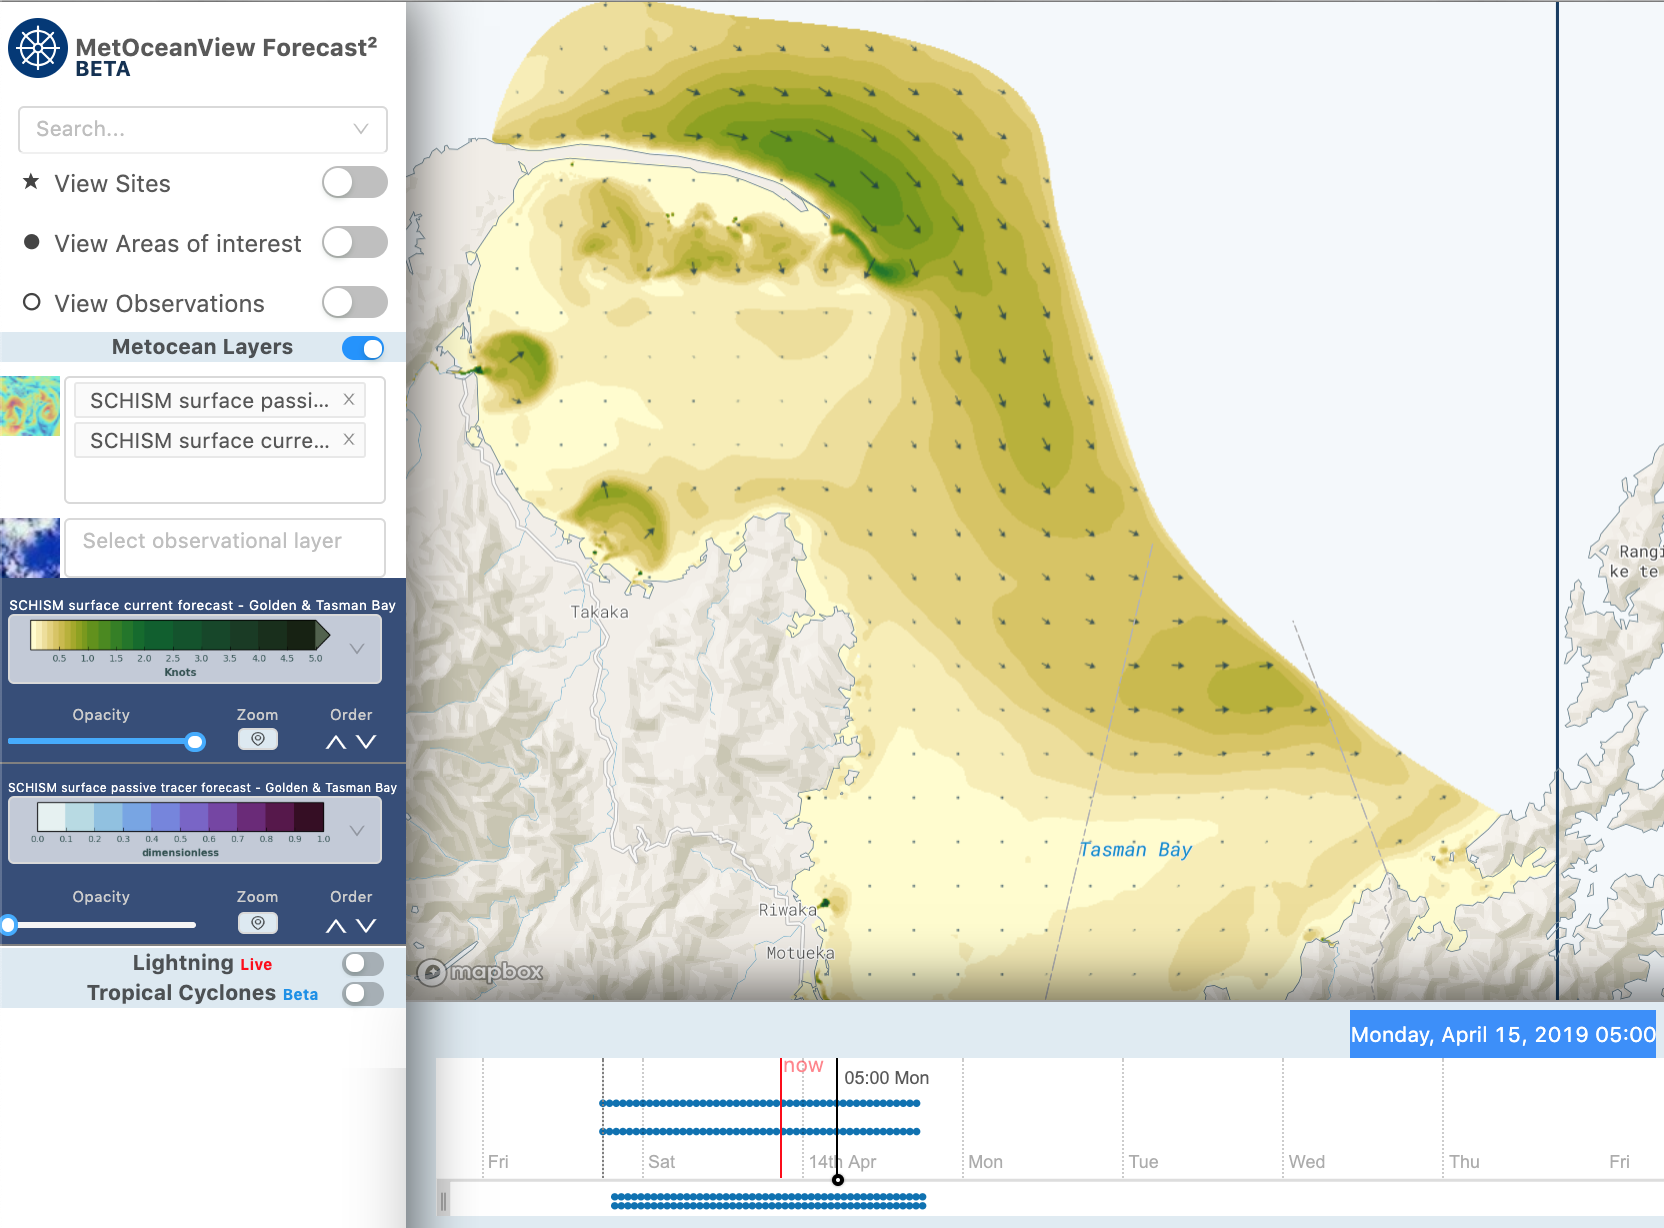 MetOceanView Forecast²
BETA
Search...
View Sites
View Areas of interest
View Observations
Metocean Layers
SCHISM surface passi...
SCHISM surface curre...
Select observational layer
SCHISM surface current forecast - Golden & Tasman Bay
0.5 1.0 1.5 2.0 2.5 3.0 3.5 4.0 4.5 5.0
Knots
Opacity Zoom Order
SCHISM surface passive tracer forecast - Golden & Tasman Bay
0.0 0.1 0.2 0.3 0.4 0.5 0.6 0.7 0.8 0.9 1.0
dimensionless
Opacity Zoom Order
Lightning Live
Tropical Cyclones Beta
Takaka
Rangi
ke te
Tasman Bay
Riwaka
Motueka
mapbox
Monday, April 15, 2019 05:00
now
05:00 Mon
Fri Sat 14th Apr Mon Tue Wed Thu Fri